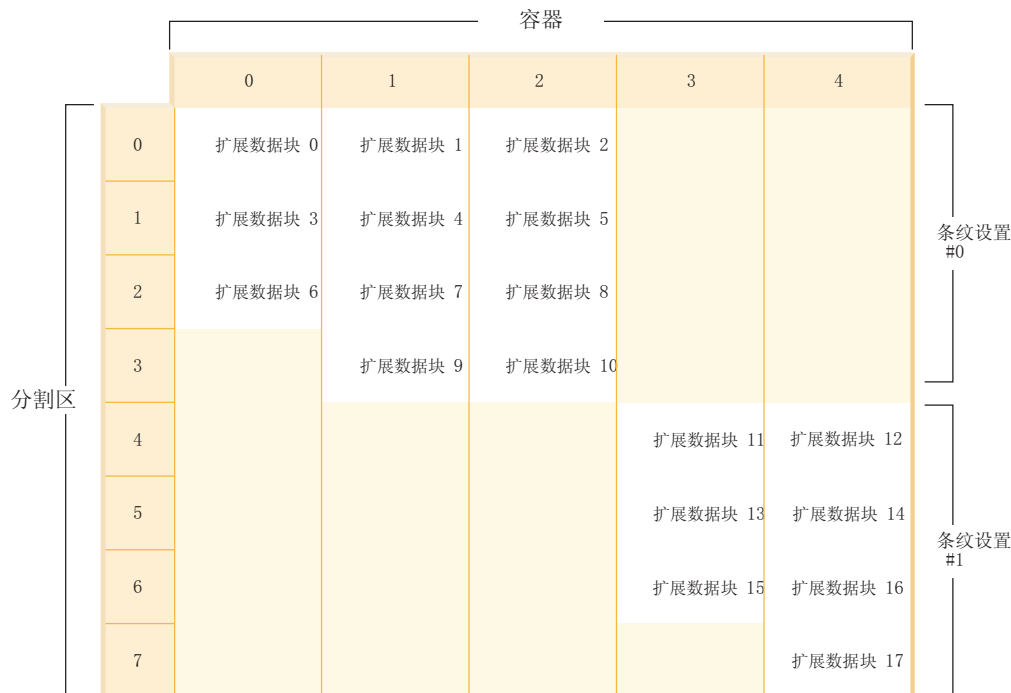 容器
0 1 2 3 4
0 扩展数据块 0 扩展数据块 1 扩展数据块 2
1 扩展数据块 3 扩展数据块 4 扩展数据块 5
条纹设置
#0
2 扩展数据块 6 扩展数据块 7 扩展数据块 8
3 扩展数据块 9 扩展数据块 10
分割区
4 扩展数据块 11 扩展数据块 12
5 扩展数据块 13 扩展数据块 14
条纹设置
#1
6 扩展数据块 15 扩展数据块 16
7 扩展数据块 17